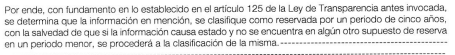 Por ende, con fundamento en lo establecido en el artículo 125 de la Ley de Transparencia antes invocada,
se determina que la información en mención, se clasifique como reservada por un periodo de cinco años,
con la salvedad de que si la información causa estado y no se encuentra en algún otro supuesto de reserva
en un periodo menor, se procederá a la clasificación de la misma.-----------------------------------------------